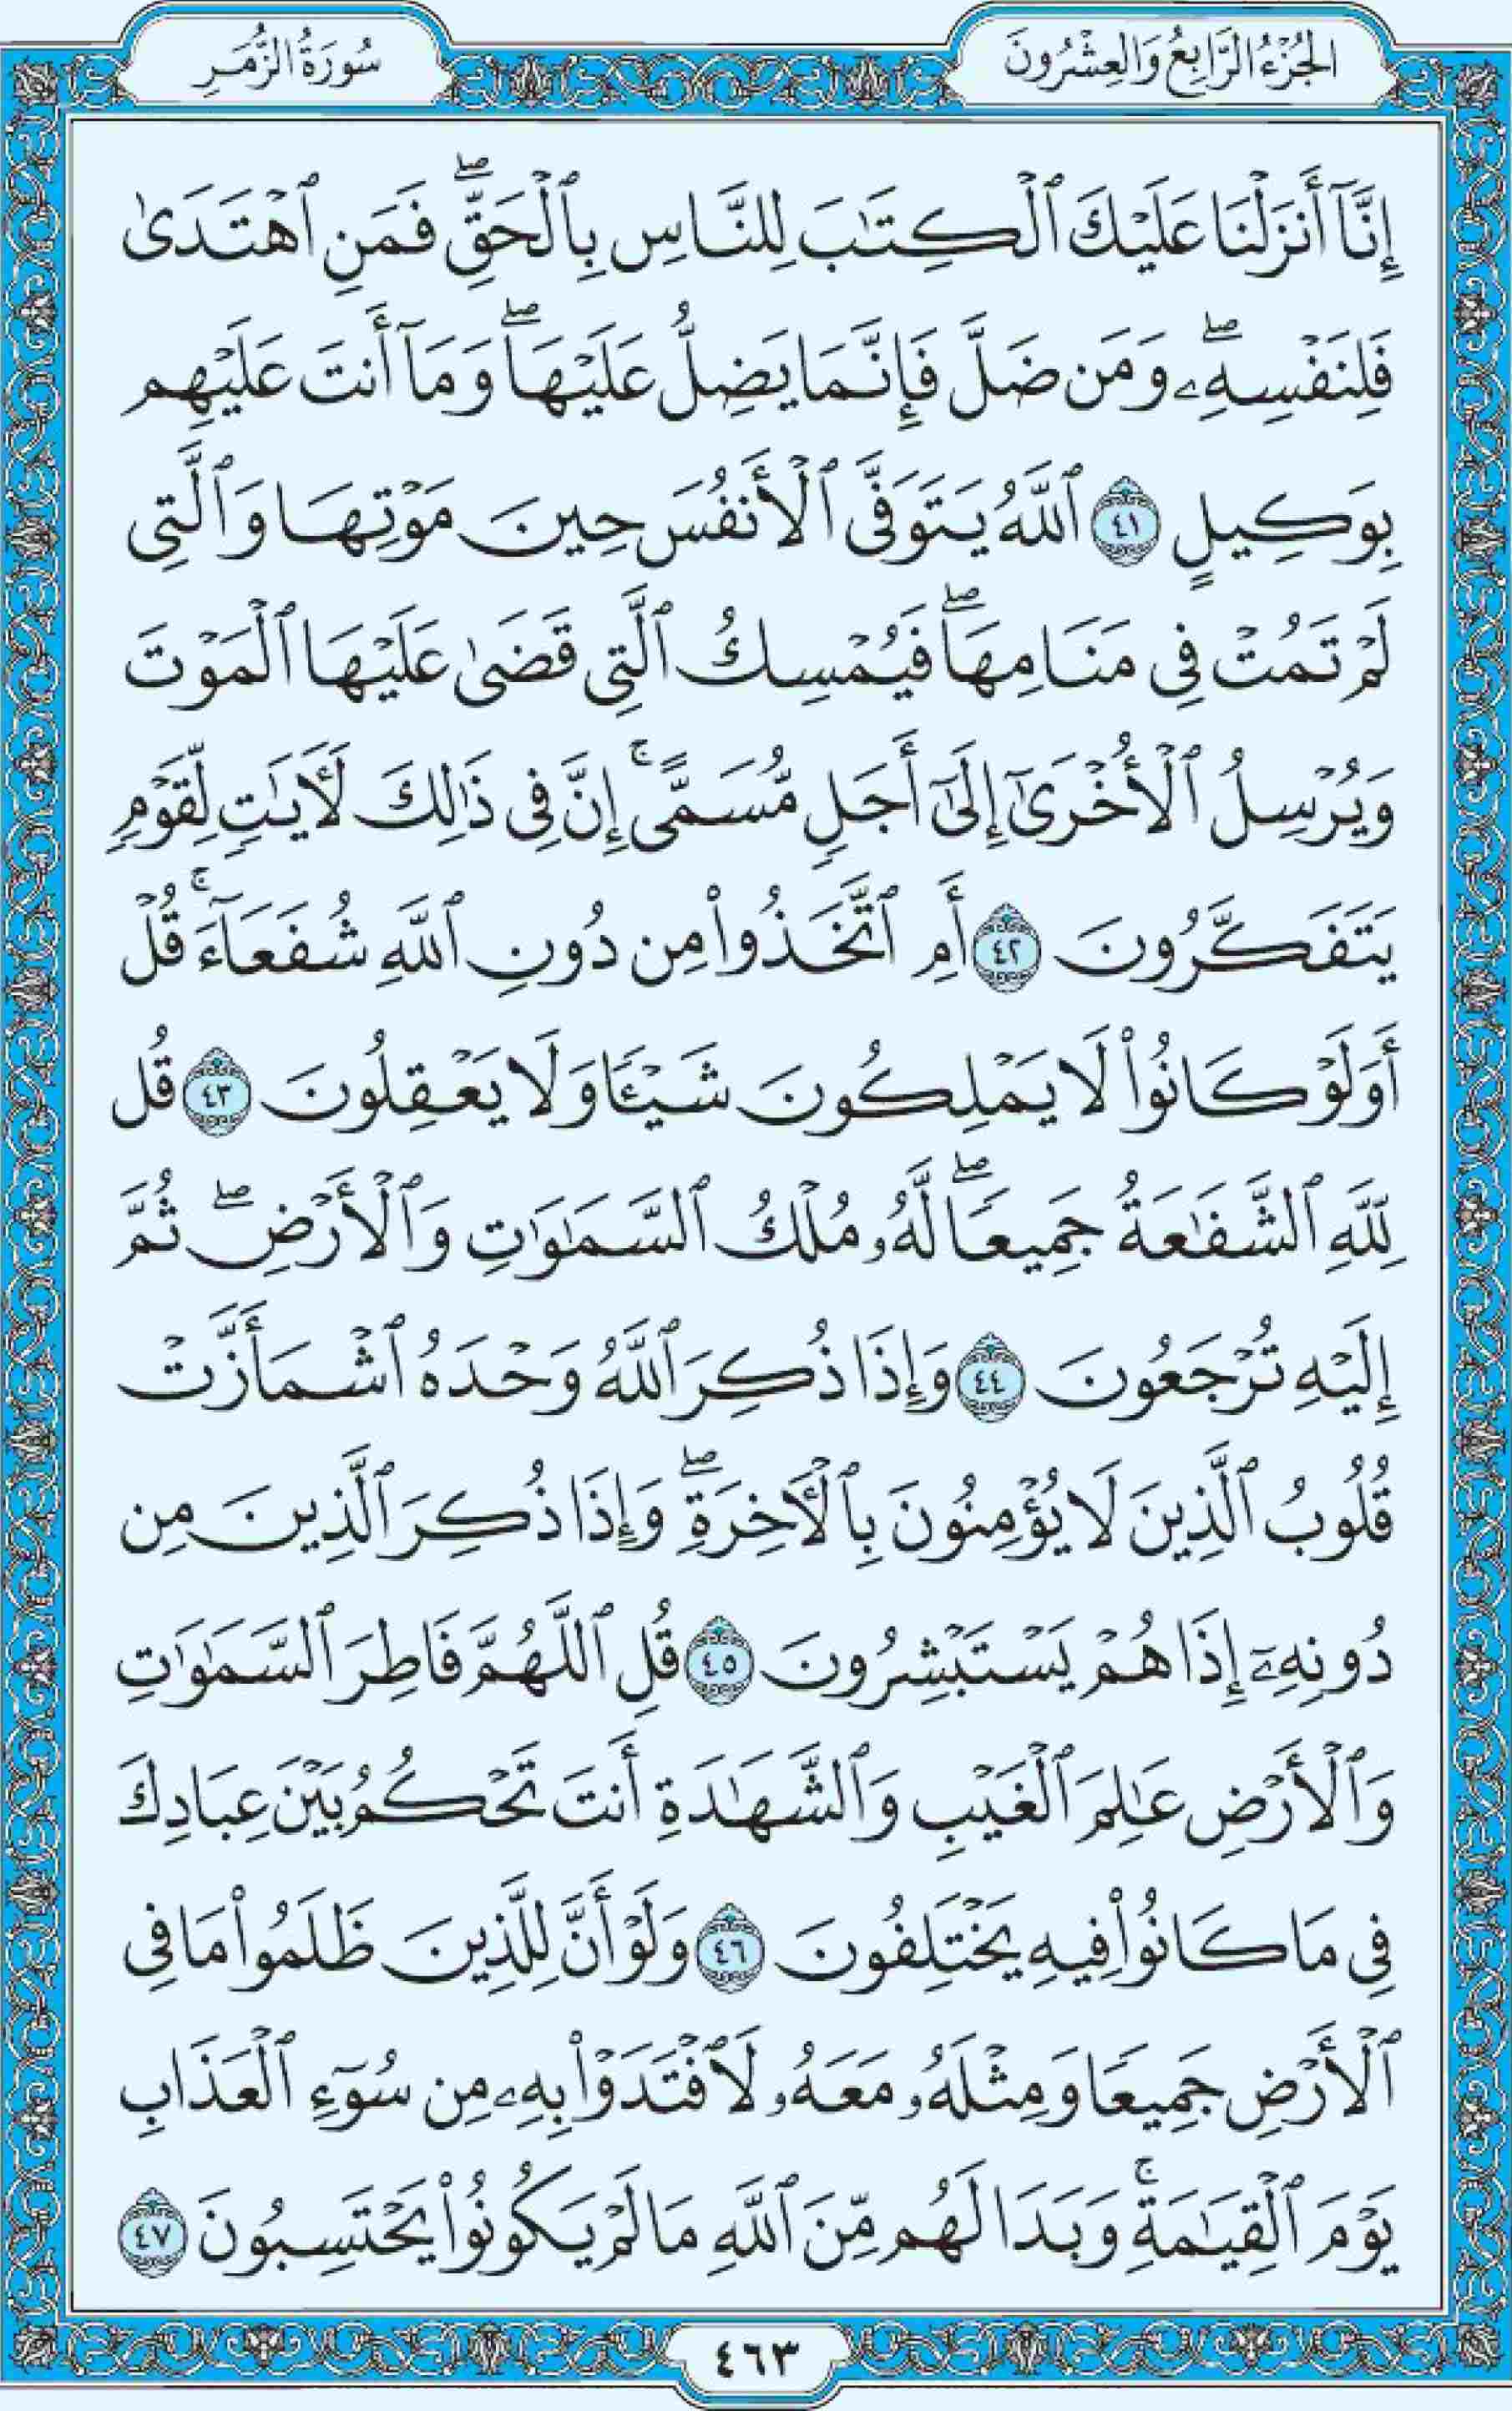 الجُزْءُ الرَّابِعُ وَالعِشْرُونَ
سُورَةُ الزُّمَرِ
إِنَّآ أَنزَلْنَا عَلَيْكَ ٱلْكِتَٰبَ لِلنَّاسِ بِٱلْحَقِّ ۖ فَمَنِ ٱهْتَدَىٰ
فَلِنَفْسِهِۦ ۖ وَمَن ضَلَّ فَإِنَّمَا يَضِلُّ عَلَيْهَا ۖ وَمَآ أَنتَ عَلَيْهِم
بِوَكِيلٍ ٤١ ٱللَّهُ يَتَوَفَّى ٱلْأَنفُسَ حِينَ مَوْتِهَا وَٱلَّتِى
لَمْ تَمُتْ فِى مَنَامِهَا ۖ فَيُمْسِكُ ٱلَّتِى قَضَىٰ عَلَيْهَا ٱلْمَوْتَ
وَيُرْسِلُ ٱلْأُخْرَىٰٓ إِلَىٰٓ أَجَلٍ مُّسَمًّى ۚ إِنَّ فِى ذَٰلِكَ لَـَٔايَٰتٍ لِّقَوْمٍ
يَتَفَكَّرُونَ ٤٢ أَمِ ٱتَّخَذُوا۟ مِن دُونِ ٱللَّهِ شُفَعَآءَ ۚ قُلْ
أَوَلَوْ كَانُوا۟ لَا يَمْلِكُونَ شَيْـًٔا وَلَا يَعْقِلُونَ ٤٣ قُل
لِّلَّهِ ٱلشَّفَٰعَةُ جَمِيعًا ۖ لَّهُۥ مُلْكُ ٱلسَّمَٰوَٰتِ وَٱلْأَرْضِ ۖ ثُمَّ
إِلَيْهِ تُرْجَعُونَ ٤٤ وَإِذَا ذُكِرَ ٱللَّهُ وَحْدَهُ ٱشْمَأَزَّتْ
قُلُوبُ ٱلَّذِينَ لَا يُؤْمِنُونَ بِٱلْـَٔاخِرَةِ ۖ وَإِذَا ذُكِرَ ٱلَّذِينَ مِن
دُونِهِۦٓ إِذَا هُمْ يَسْتَبْشِرُونَ ٤٥ قُلِ ٱللَّهُمَّ فَاطِرَ ٱلسَّمَٰوَٰتِ
وَٱلْأَرْضِ عَٰلِمَ ٱلْغَيْبِ وَٱلشَّهَٰدَةِ أَنتَ تَحْكُمُ بَيْنَ عِبَادِكَ
فِى مَا كَانُوا۟ فِيهِ يَخْتَلِفُونَ ٤٦ وَلَوْ أَنَّ لِلَّذِينَ ظَلَمُوا۟ مَا فِى
ٱلْأَرْضِ جَمِيعًا وَمِثْلَهُۥ مَعَهُۥ لَٱفْتَدَوْا۟ بِهِۦ مِن سُوٓءِ ٱلْعَذَابِ
يَوْمَ ٱلْقِيَٰمَةِ ۚ وَبَدَا لَهُم مِّنَ ٱللَّهِ مَا لَمْ يَكُونُوا۟ يَحْتَسِبُونَ ٤٧
٤٦٣